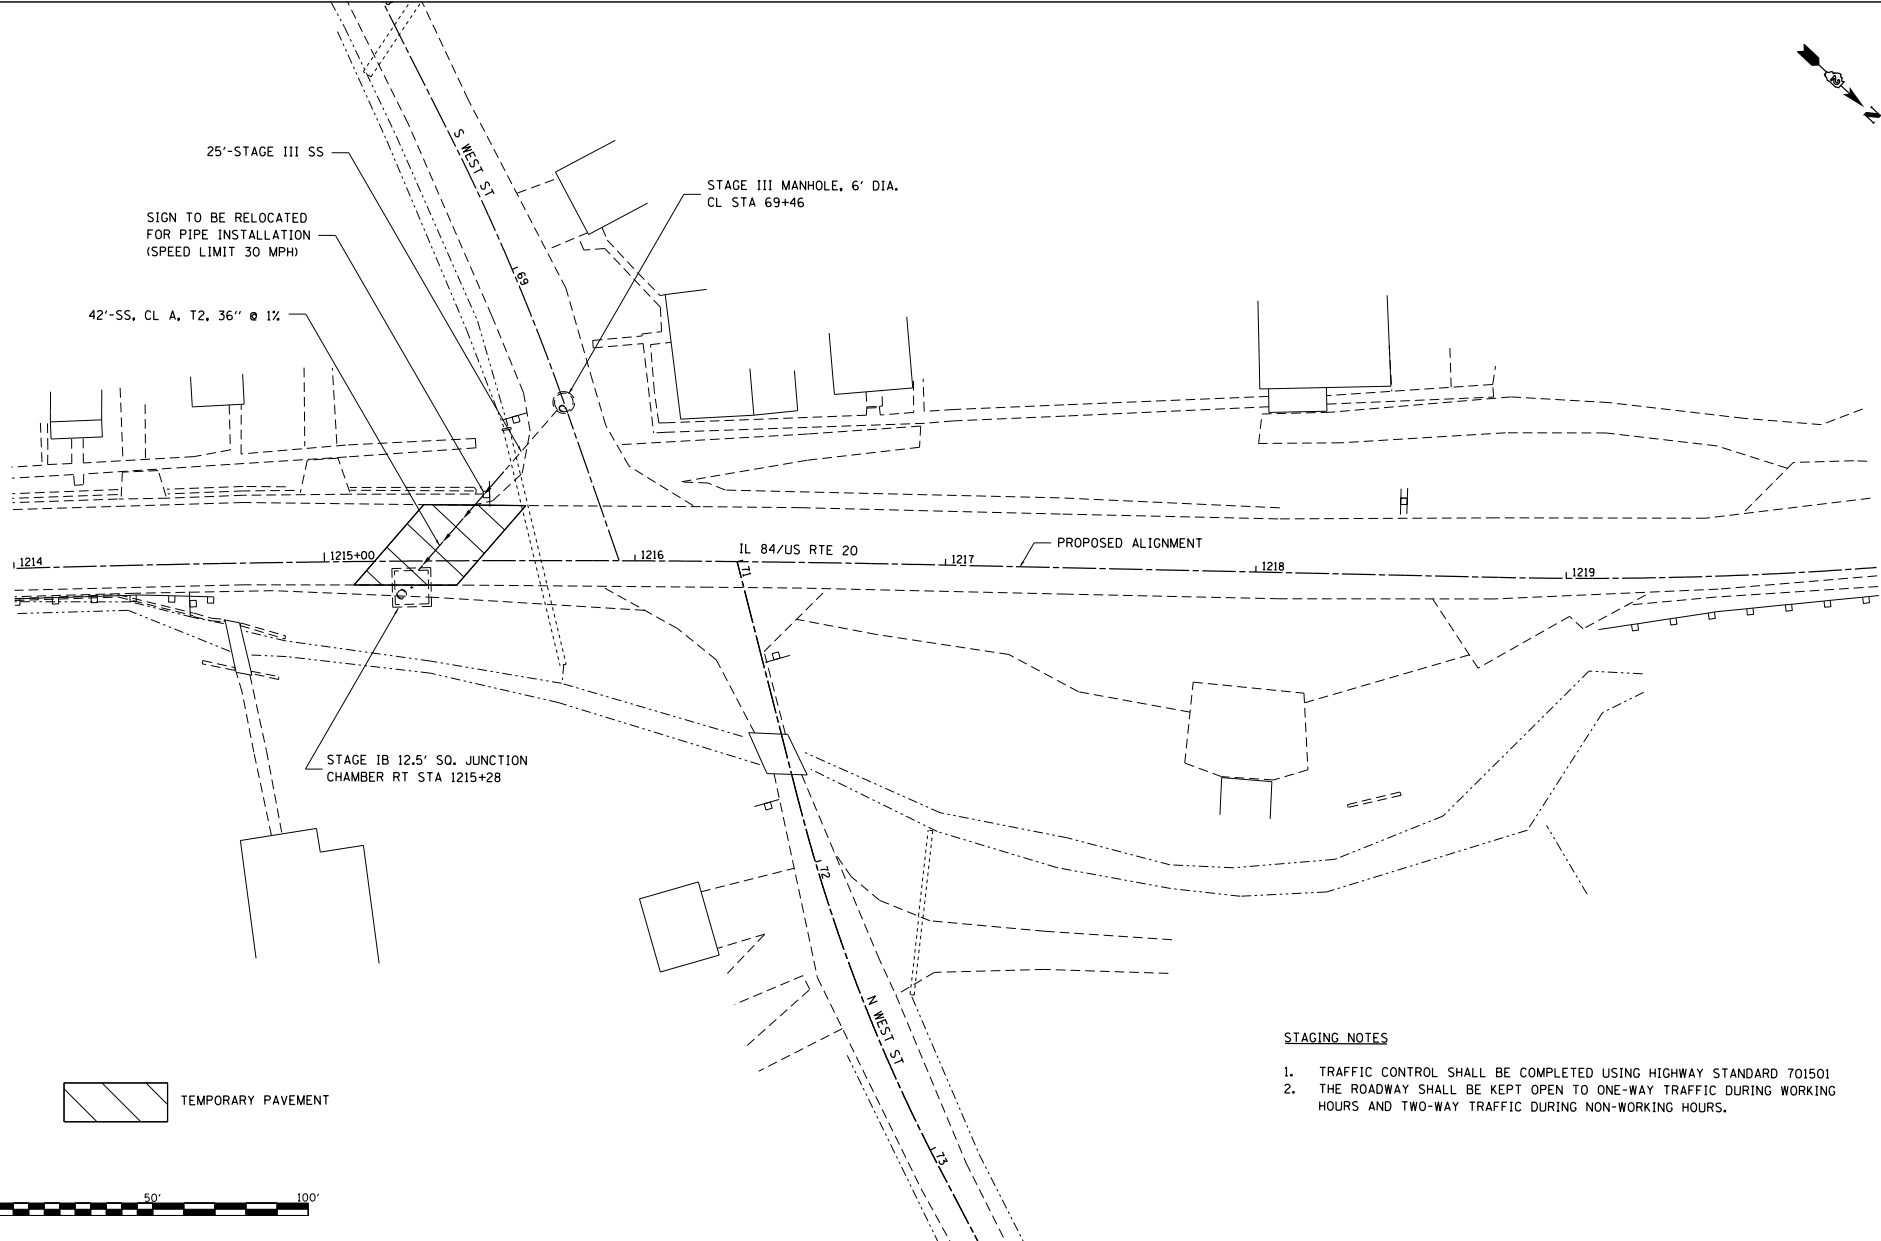 N
S WEST ST
25'-STAGE III SS
STAGE III MANHOLE, 6' DIA.
CL STA 69+46
SIGN TO BE RELOCATED
FOR PIPE INSTALLATION
(SPEED LIMIT 30 MPH)
69
42'-SS, CL A, T2, 36'' @ 1%
1214
1215+00
1216
IL 84/US RTE 20
1217
PROPOSED ALIGNMENT
1218
1219
71
STAGE IB 12.5' SQ. JUNCTION
CHAMBER RT STA 1215+28
72
N WEST ST
STAGING NOTES
1. TRAFFIC CONTROL SHALL BE COMPLETED USING HIGHWAY STANDARD 701501
2. THE ROADWAY SHALL BE KEPT OPEN TO ONE-WAY TRAFFIC DURING WORKING
HOURS AND TWO-WAY TRAFFIC DURING NON-WORKING HOURS.
TEMPORARY PAVEMENT
73
50'
100'